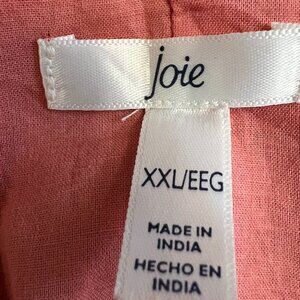 joie
XXL/EEG
MADE IN
INDIA
HECHO EN
INDIA